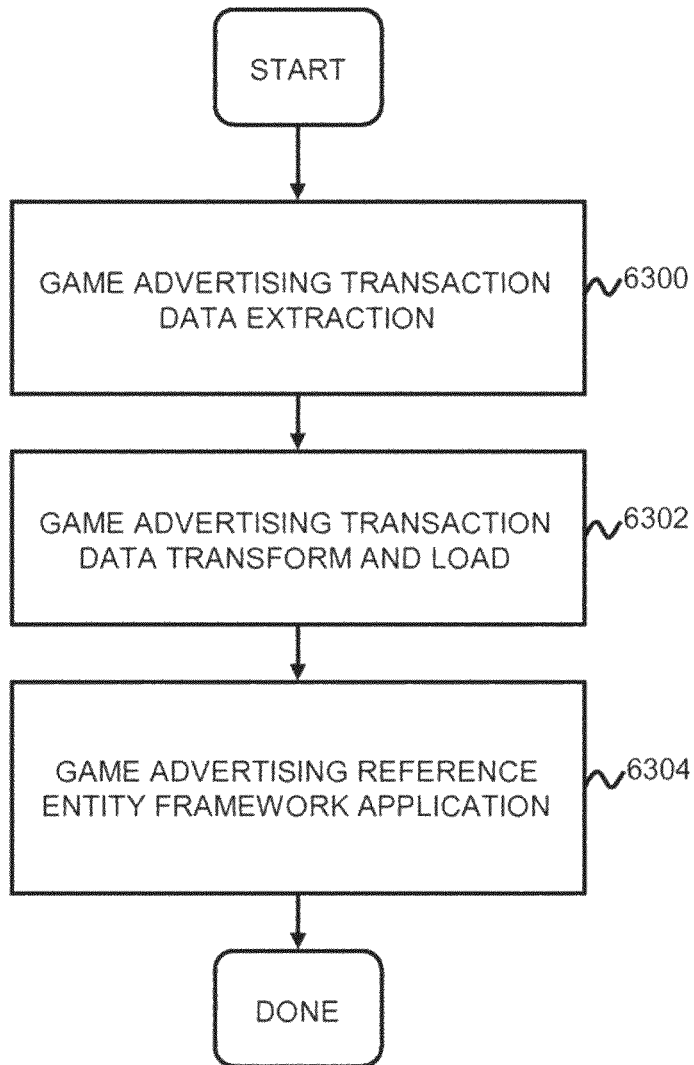 START
GAME ADVERTISING TRANSACTION
DATA EXTRACTION
6300
GAME ADVERTISING TRANSACTION
DATA TRANSFORM AND LOAD
6302
GAME ADVERTISING REFERENCE
ENTITY FRAMEWORK APPLICATION
6304
DONE